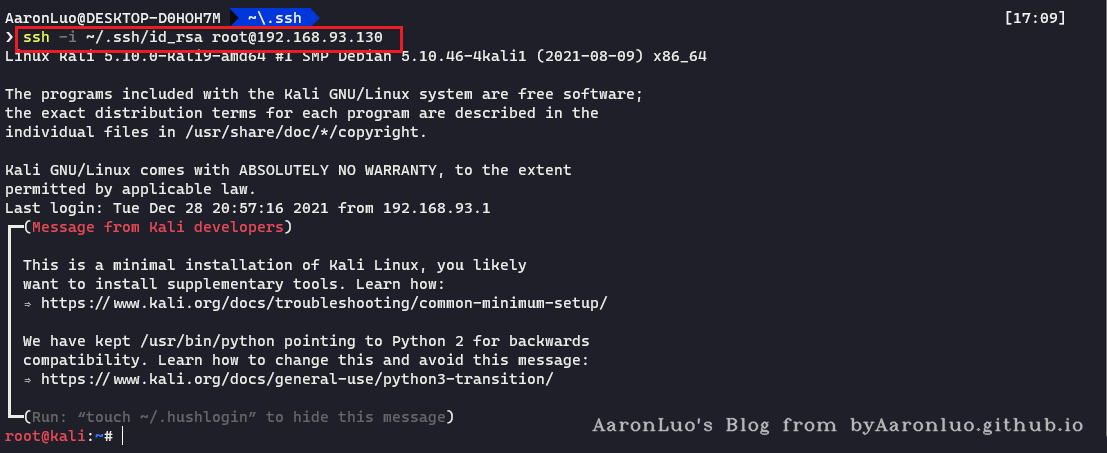 AaronLuo@DESKTOP-D0HOH7M ~\.ssh [17:09]
❯ ssh -i ~/.ssh/id_rsa root@192.168.93.130
Linux kali 5.10.0-kali9-amd64 #1 SMP Debian 5.10.46-4kali1 (2021-08-09) x86_64
The programs included with the Kali GNU/Linux system are free software;
the exact distribution terms for each program are described in the
individual files in /usr/share/doc/*/copyright.
Kali GNU/Linux comes with ABSOLUTELY NO WARRANTY, to the extent
permitted by applicable law.
Last login: Tue Dec 28 20:57:16 2021 from 192.168.93.1
(Message from Kali developers)
This is a minimal installation of Kali Linux, you likely
want to install supplementary tools. Learn how:
⇒ https://www.kali.org/docs/troubleshooting/common-minimum-setup/
We have kept /usr/bin/python pointing to Python 2 for backwards
compatibility. Learn how to change this and avoid this message:
⇒ https://www.kali.org/docs/general-use/python3-transition/
(Run: “touch ~/.hushlogin” to hide this message)
root@kali:~#
AaronLuo's Blog from byAaronluo.github.io